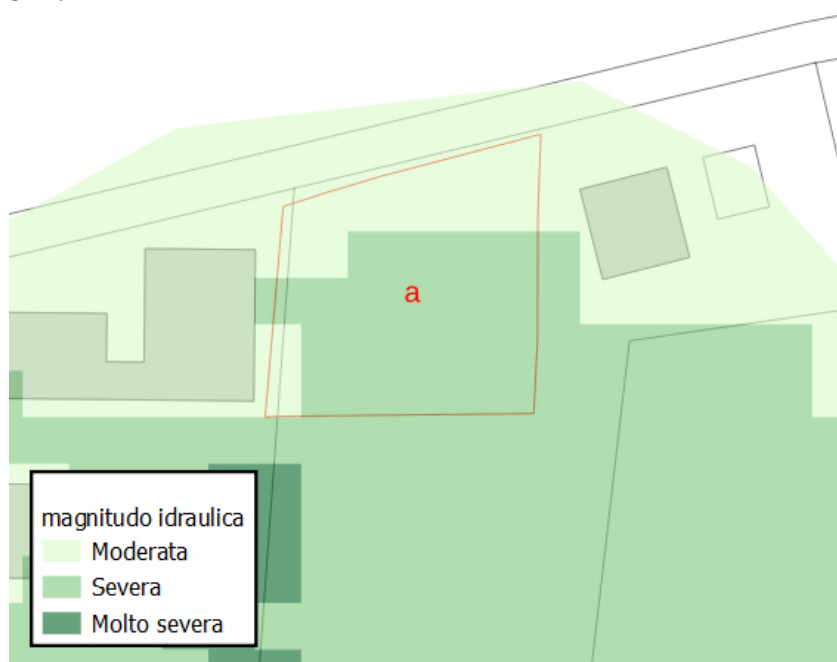 a
magnitudo idraulica
Moderata
Severa
Molto severa